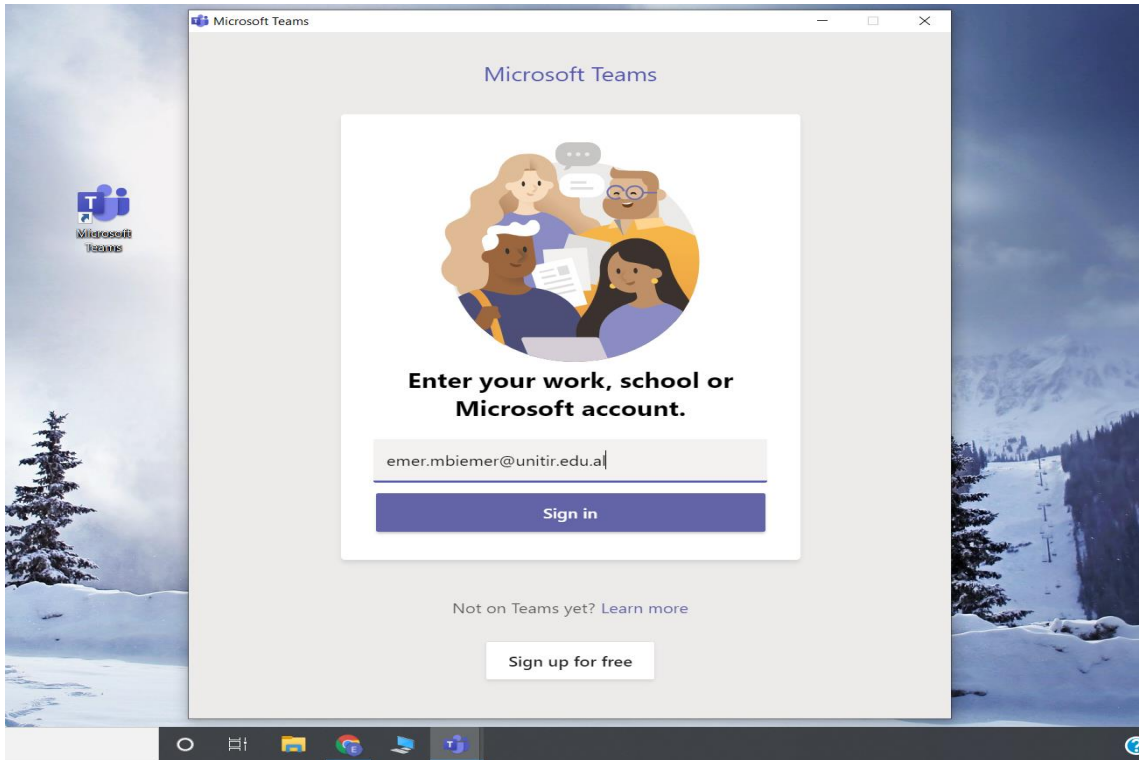 Microsoft Teams
Microsoft Teams
T
Microsoft
Teams
Enter your work, school or
Microsoft account.
emer.mbiemer@unitir.edu.al
Sign in
Not on Teams yet? Learn more
Sign up for free
E
T
?